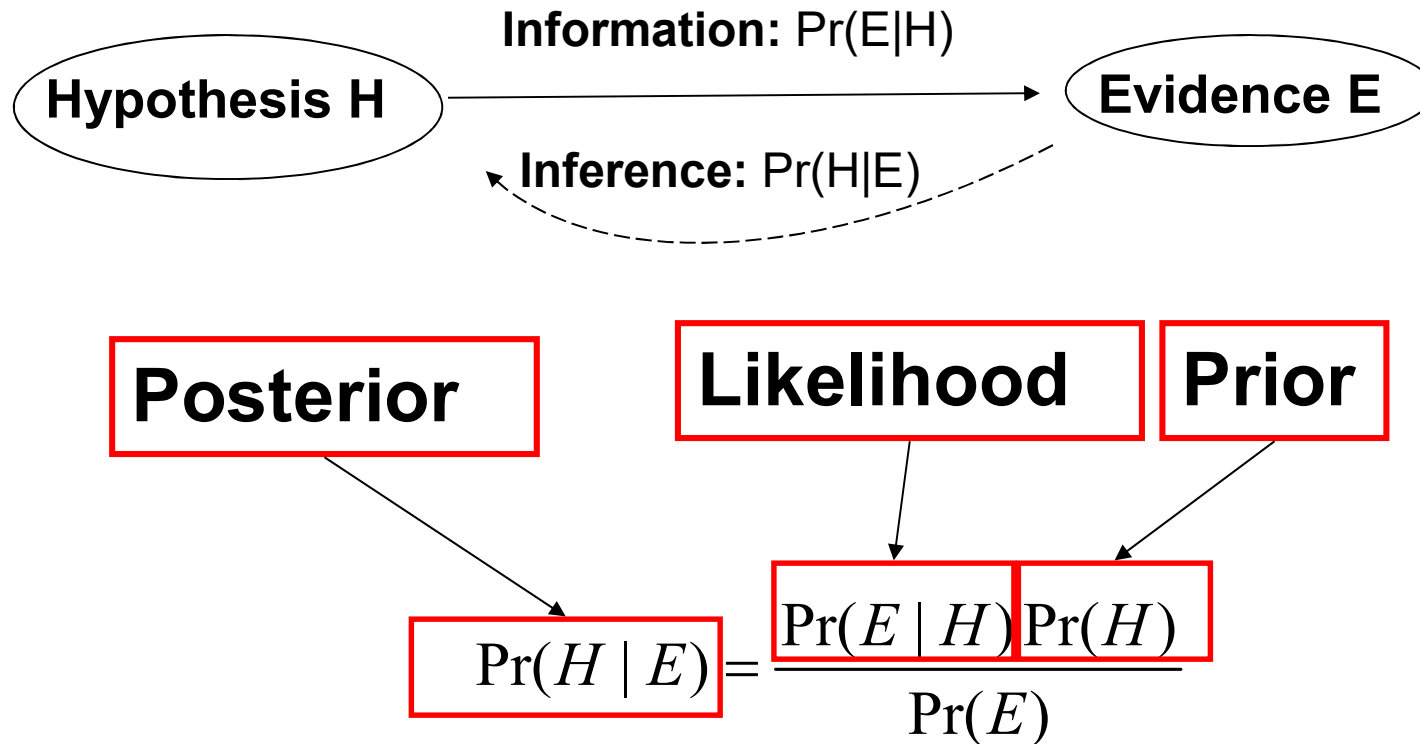 Information: Pr(E|H)
Hypothesis H
Evidence E
Inference: Pr(H|E)
Posterior
Likelihood
Prior
Pr(H | E) = Pr(E | H) Pr(H)
Pr(E)